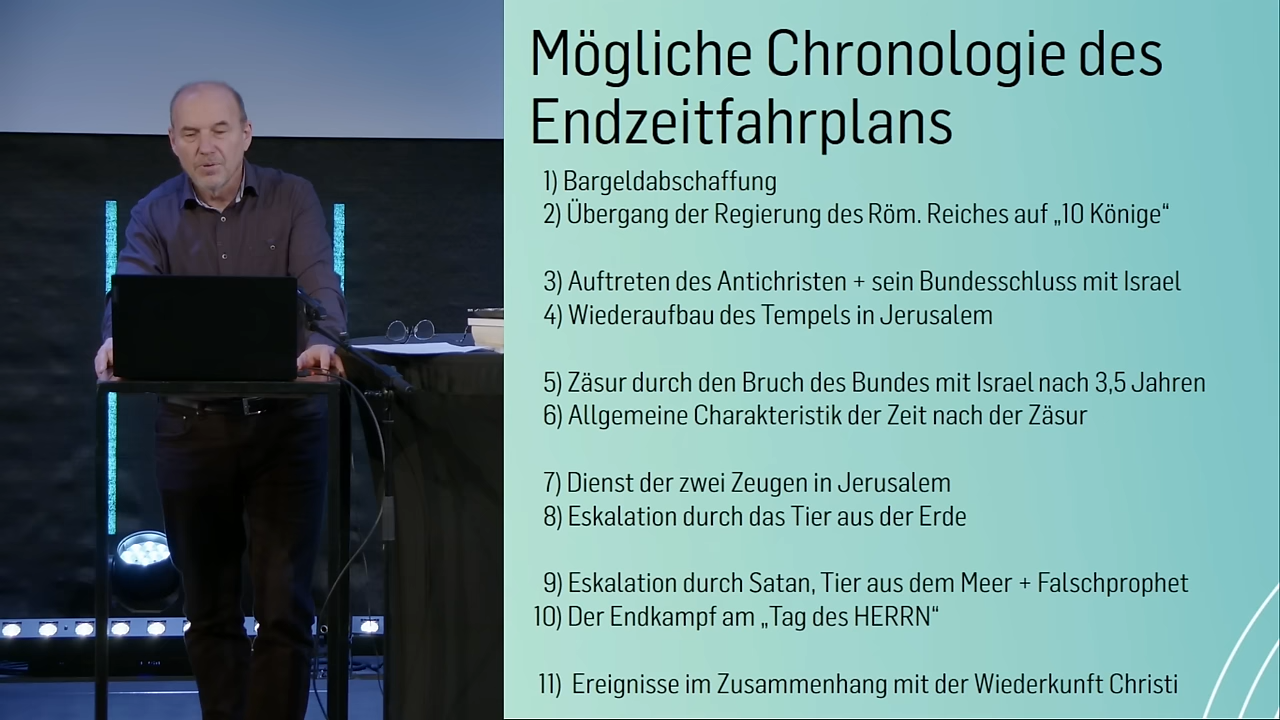 Mögliche Chronologie des
Endzeitfahrplans
1) Bargeldabschaffung
2) Übergang der Regierung des Röm. Reiches auf „10 Könige“
3) Auftreten des Antichristen + sein Bundesschluss mit Israel
4) Wiederaufbau des Tempels in Jerusalem
5) Zäsur durch den Bruch des Bundes mit Israel nach 3,5 Jahren
6) Allgemeine Charakteristik der Zeit nach der Zäsur
7) Dienst der zwei Zeugen in Jerusalem
8) Eskalation durch das Tier aus der Erde
9) Eskalation durch Satan, Tier aus dem Meer + Falschprophet
10) Der Endkampf am „Tag des HERRN“
11) Ereignisse im Zusammenhang mit der Wiederkunft Christi